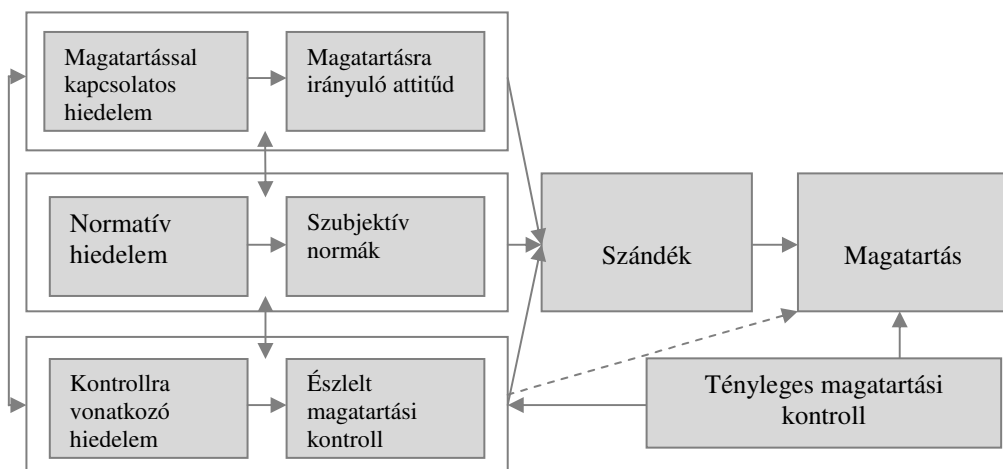 Magatartással
kapcsolatos
hiedelem
Magatartásra
irányuló attitűd
Normatív
hiedelem
Szubjektív
normák
Szándék
Magatartás
Kontrollra
vonatkozó
hiedelem
Észlelt
magatartási
kontroll
Tényleges magatartási
kontroll